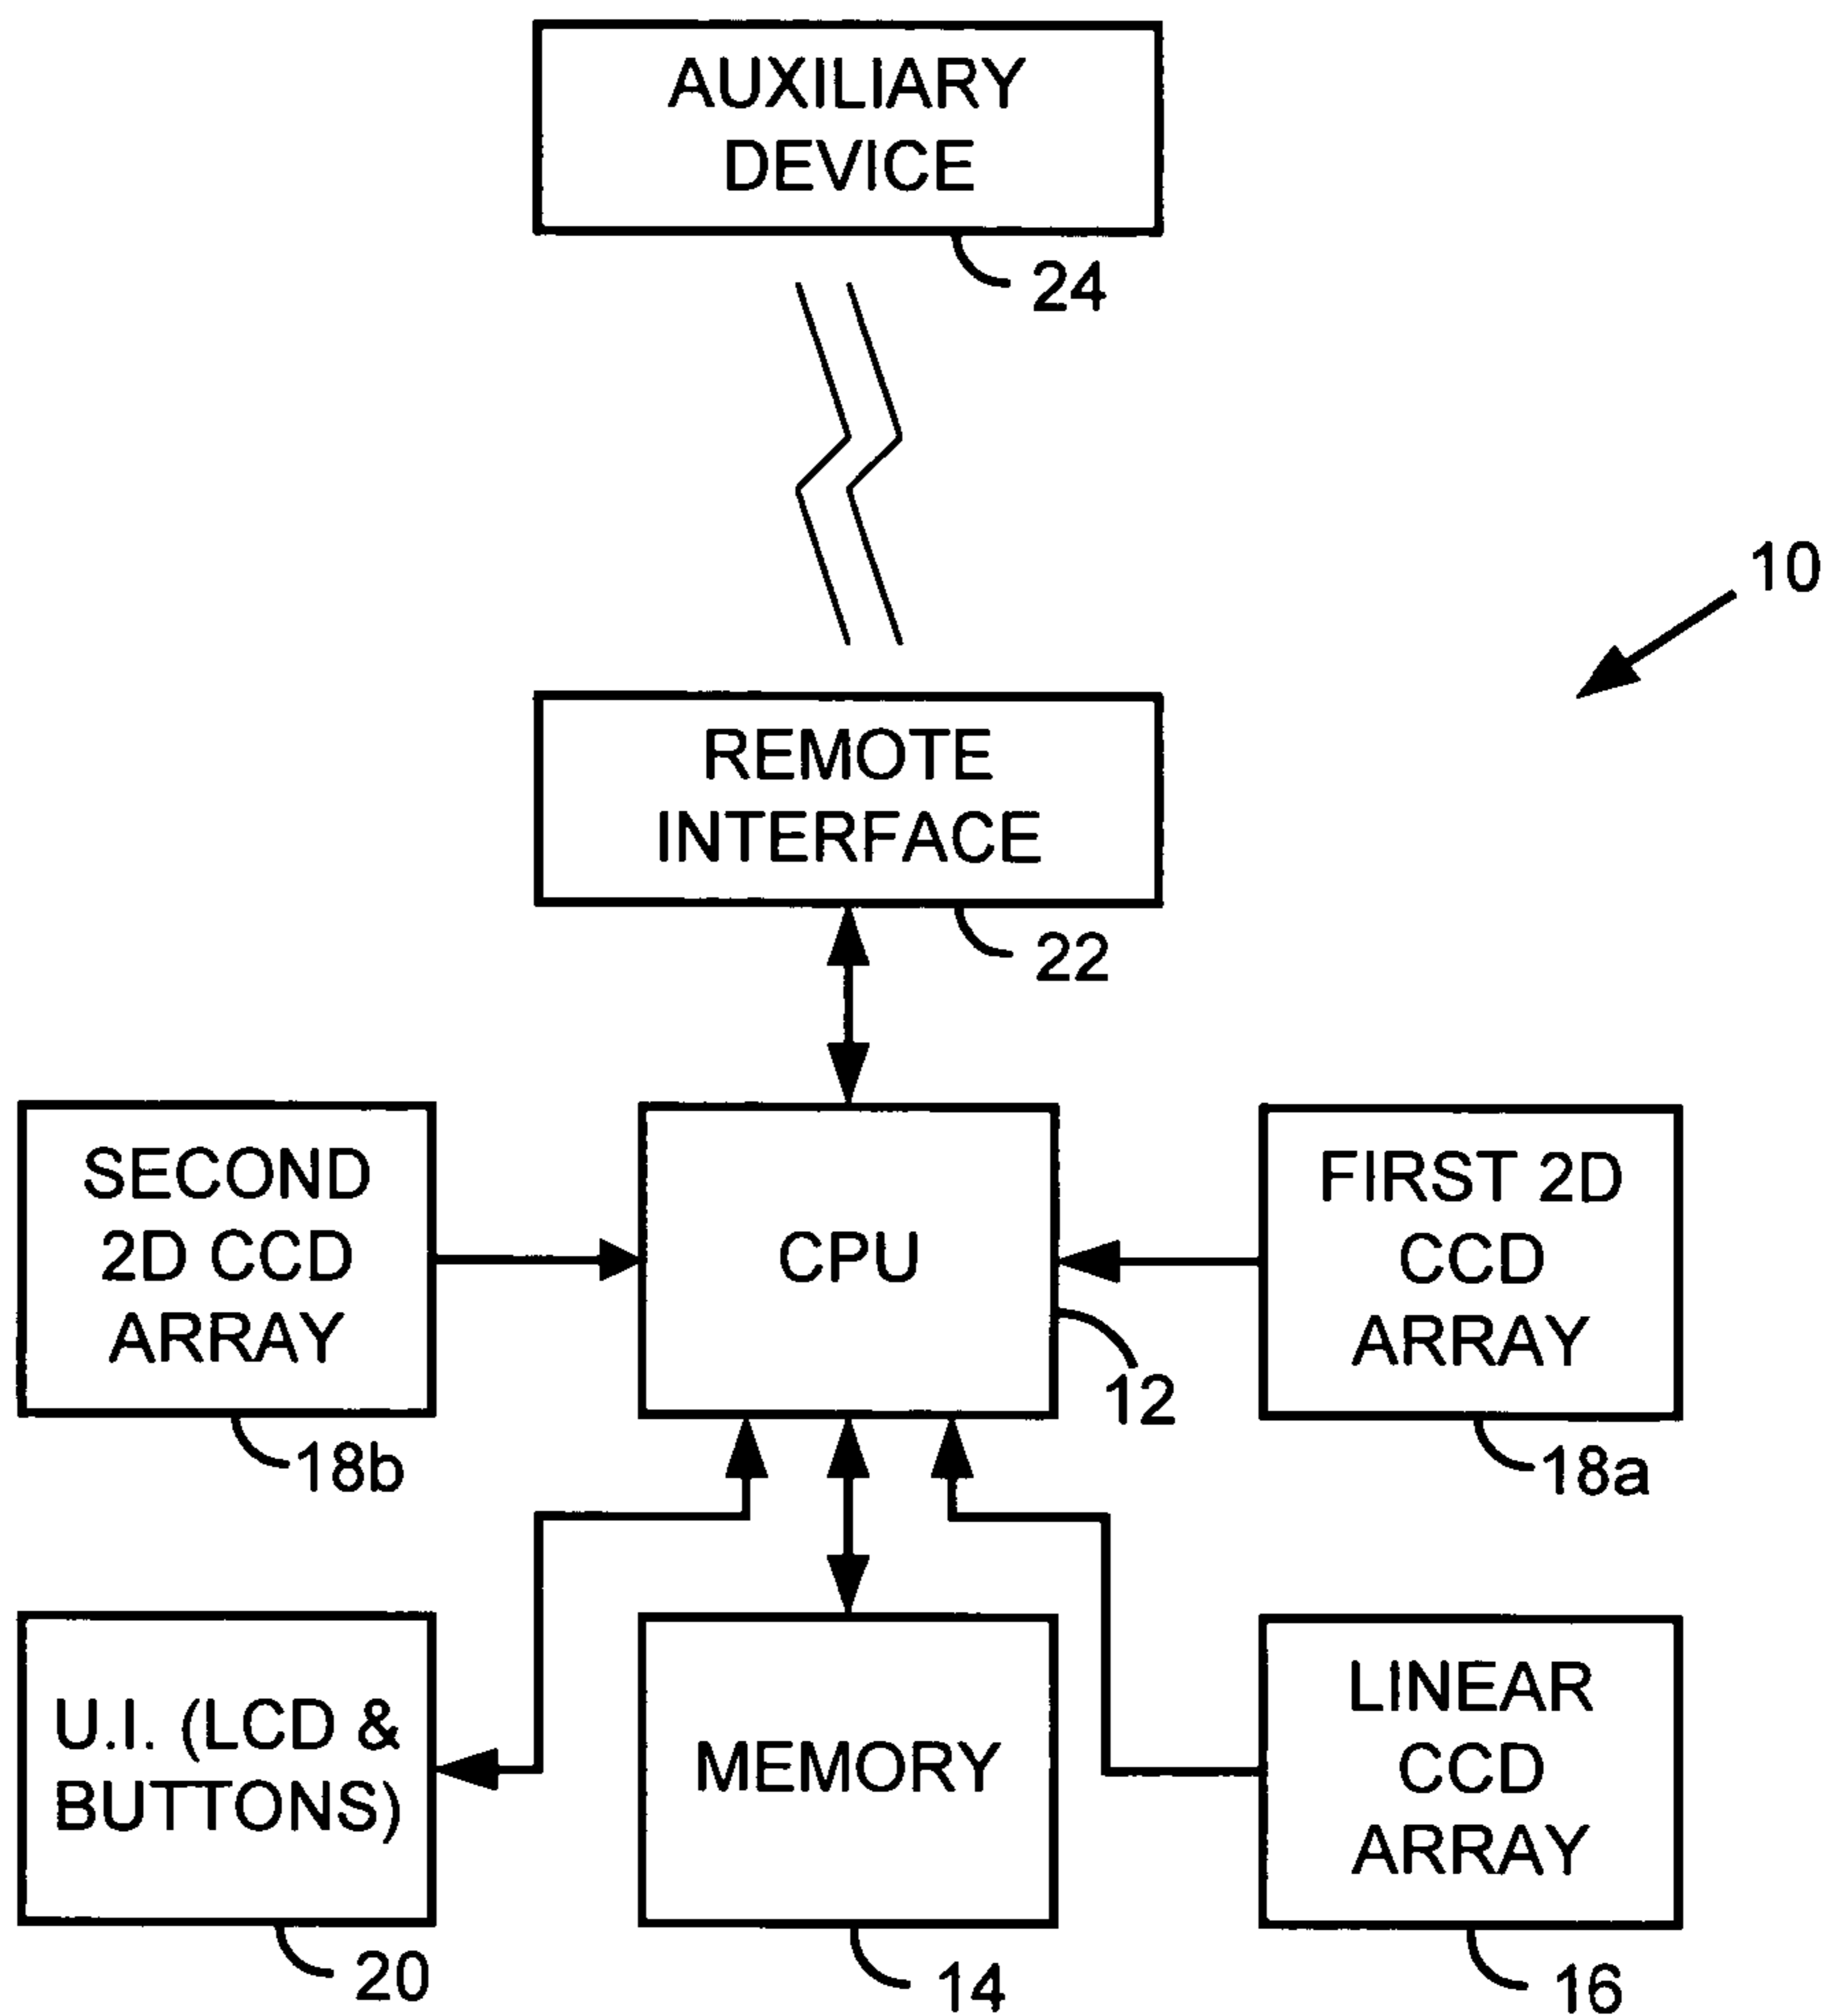 AUXILIARY
DEVICE
24
10
REMOTE
INTERFACE
22
SECOND
2D CCD
ARRAY
18b
CPU
12
FIRST 2D
CCD
ARRAY
18a
U.I. (LCD &
BUTTONS)
20
MEMORY
14
LINEAR
CCD
ARRAY
16